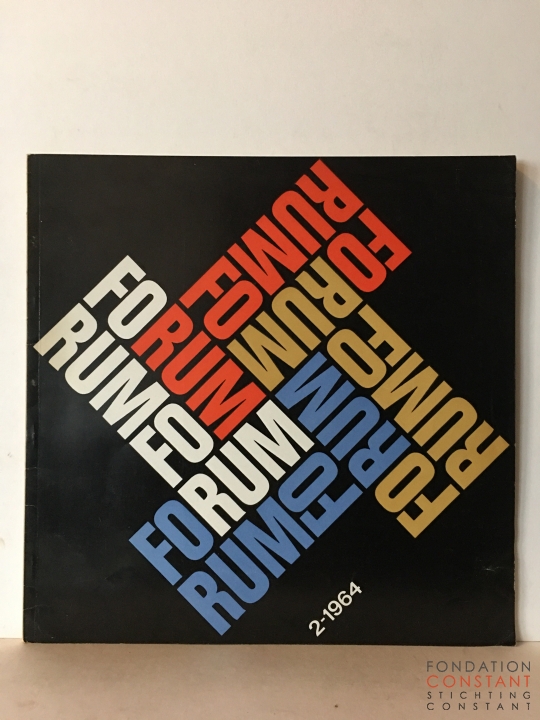 FO
RUM
FO
RUM
FO
RUM
FO
RUM
FO
RUM
FO
RUM
FO
RUM
FO
RUM
2-1964
FONDATION
CONSTANT
STICHTING
CONSTANT